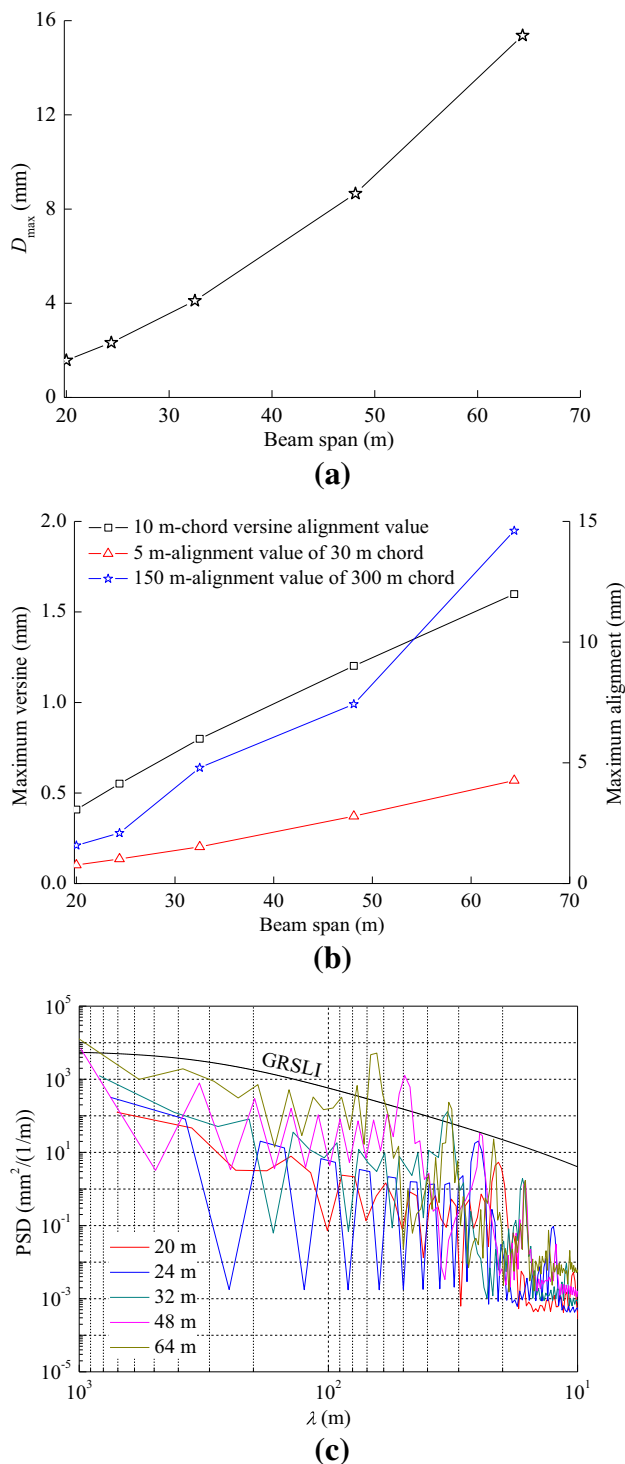 16
12
8
4
0
D_max (mm)
20 30 40 50 60 70
Beam span (m)
(a)
2.0
1.5
1.0
0.5
0.0
Maximum versine (mm)
10 m-chord versine alignment value
5 m-alignment value of 30 m chord
150 m-alignment value of 300 m chord
15
10
5
0
Maximum alignment (mm)
20 30 40 50 60 70
Beam span (m)
(b)
10^5
10^3
10^1
10^-1
10^-3
10^-5
PSD (mm^2/(1/m))
GRSLI
20 m
24 m
32 m
48 m
64 m
10^3 10^2 10^1
λ (m)
(c)